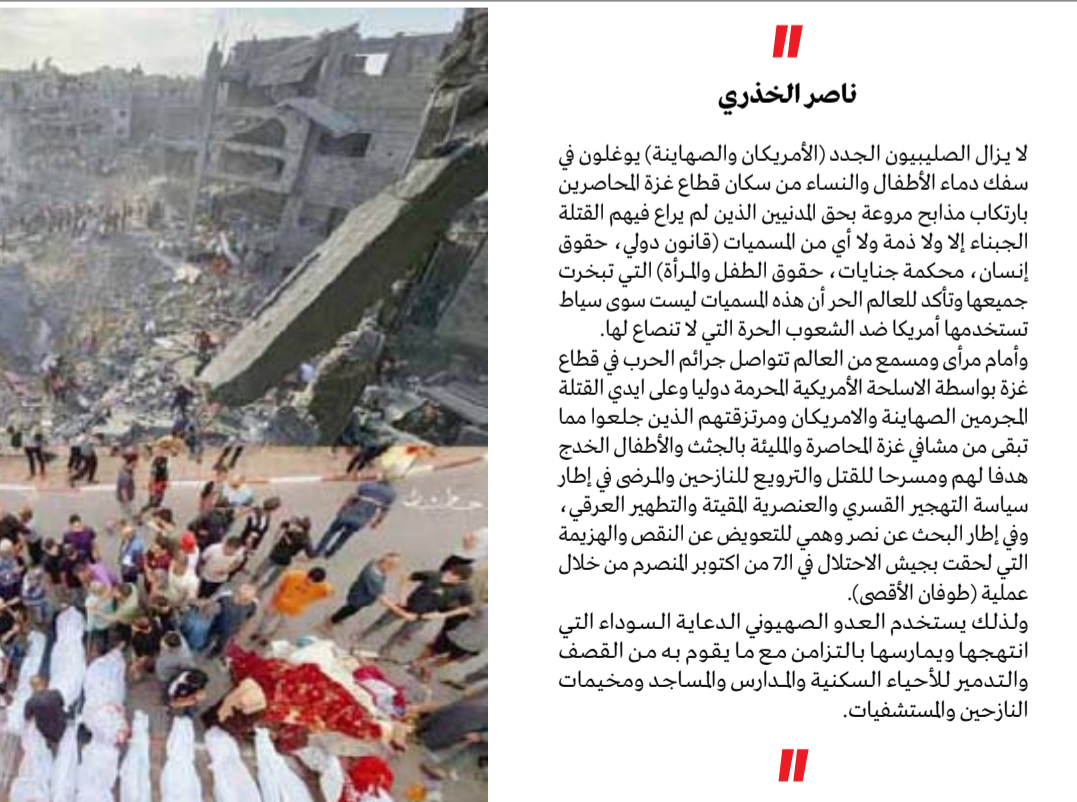 ناصر الخذري
لا يزال الصليبيون الجدد (الأمريكان والصهاينة) يوغلون في
سفك دماء الأطفال والنساء من سكان قطاع غزة المحاصرين
بارتكاب مذابح مروعة بحق المدنيين الذين لم يراع فيهم القتلة
الجبناء إلا ولا ذمة ولا أي من المسميات (قانون دولي، حقوق
إنسان، محكمة جنايات، حقوق الطفل والمرأة) التي تبخرت
جميعها وتأكد للعالم الحر أن هذه المسميات ليست سوى سياط
تستخدمها أمريكا ضد الشعوب الحرة التي لا تنصاع لها.
وأمام مرأى ومسمع من العالم تتواصل جرائم الحرب في قطاع
غزة بواسطة الاسلحة الأمريكية المحرمة دوليا وعلى ايدي القتلة
المجرمين الصهاينة والامريكان ومرتزقتهم الذين جلعوا مما
تبقى من مشافي غزة المحاصرة والمليئة بالجثث والأطفال الخدج
هدفا لهم ومسرحا للقتل والترويع للنازحين والمرضى في إطار
سياسة التهجير القسري والعنصرية المقيتة والتطهير العرقي،
وفي إطار البحث عن نصر وهمي للتعويض عن النقص والهزيمة
التي لحقت بجيش الاحتلال في الـ7 من اكتوبر المنصرم من خلال
عملية (طوفان الأقصى).
ولذلك يستخدم العدو الصهيوني الدعاية السوداء التي
انتهجها ويمارسها بالتزامن مع ما يقوم به من القصف
والتدمير للأحياء السكنية والمدارس والمساجد ومخيمات
النازحين والمستشفيات.